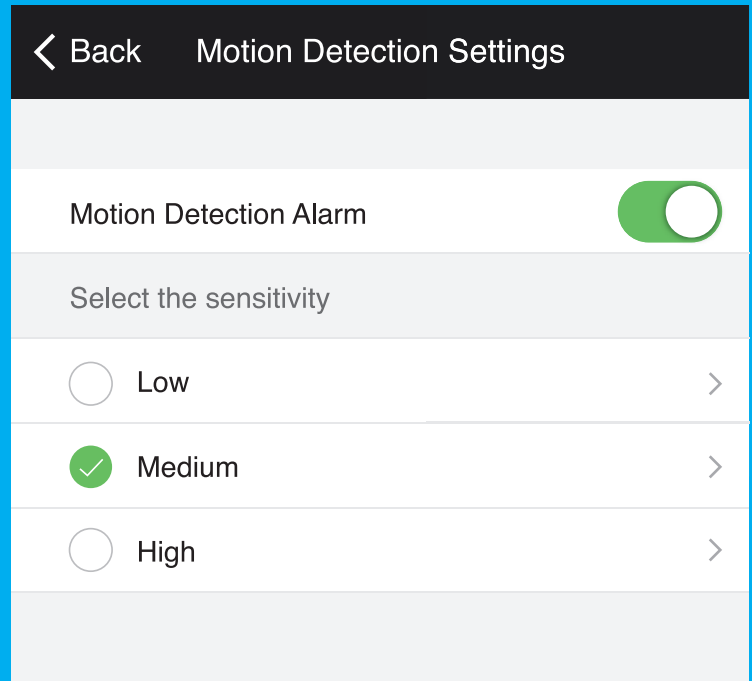 Back Motion Detection Settings
Motion Detection Alarm
Select the sensitivity
Low
Medium
High